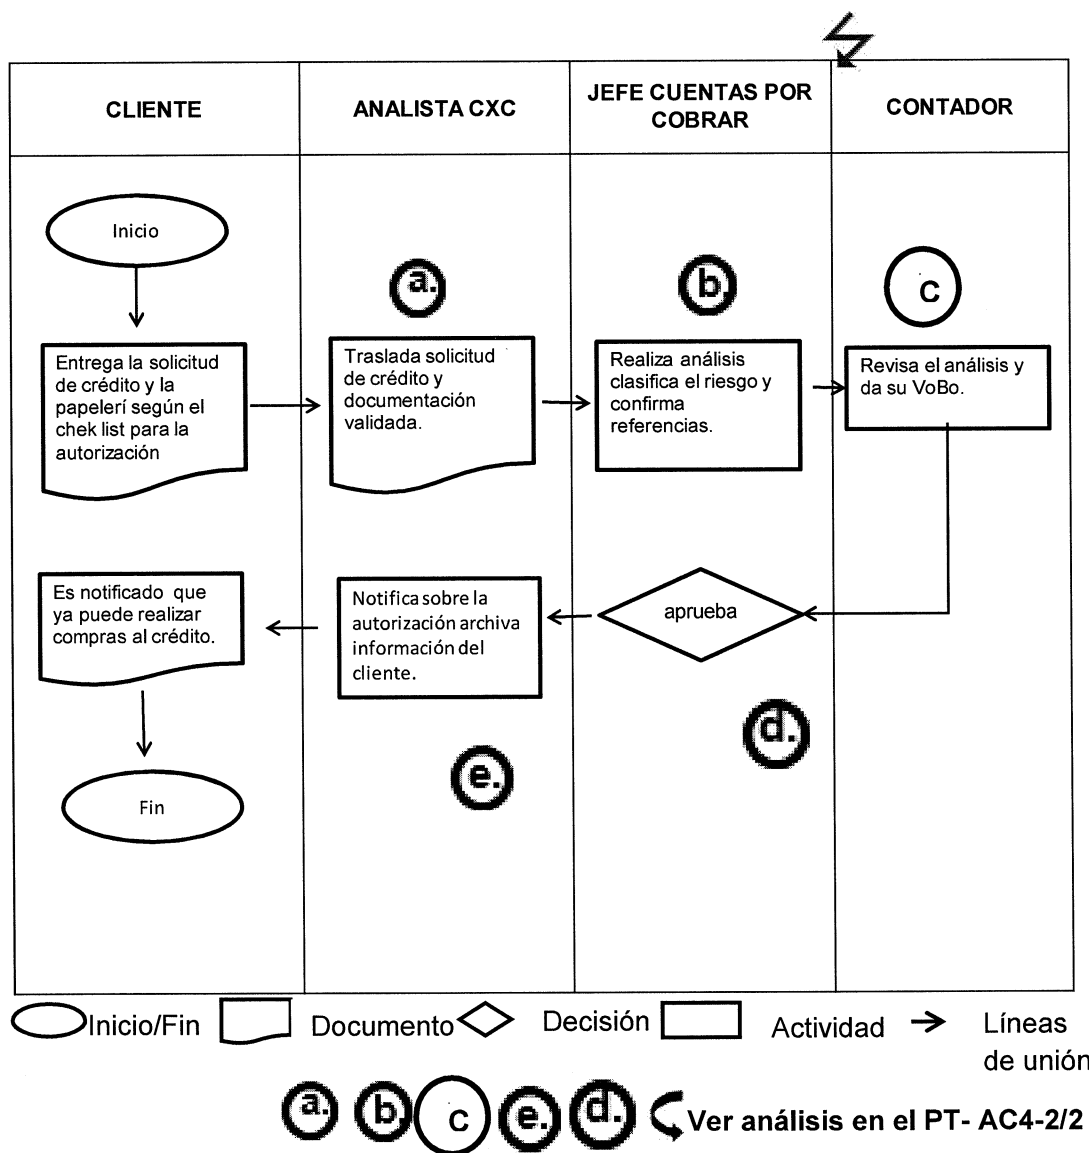 CLIENTE
ANALISTA CXC
JEFE CUENTAS POR
COBRAR
CONTADOR
Inicio
a.
b.
c
Entrega la solicitud
de crédito y la
papelerí según el
chek list para la
autorización
Traslada solicitud
de crédito y
documentación
validada.
Realiza análisis
clasifica el riesgo y
confirma
referencias.
Revisa el análisis y
da su VoBo.
Es notificado que
ya puede realizar
compras al crédito.
Notifica sobre la
autorización archiva
información del
cliente.
aprueba
d.
e.
Fin
Inicio/Fin
Documento
Decisión
Actividad
Líneas
de unión
a. b. c e. d. Ver análisis en el PT- AC4-2/2